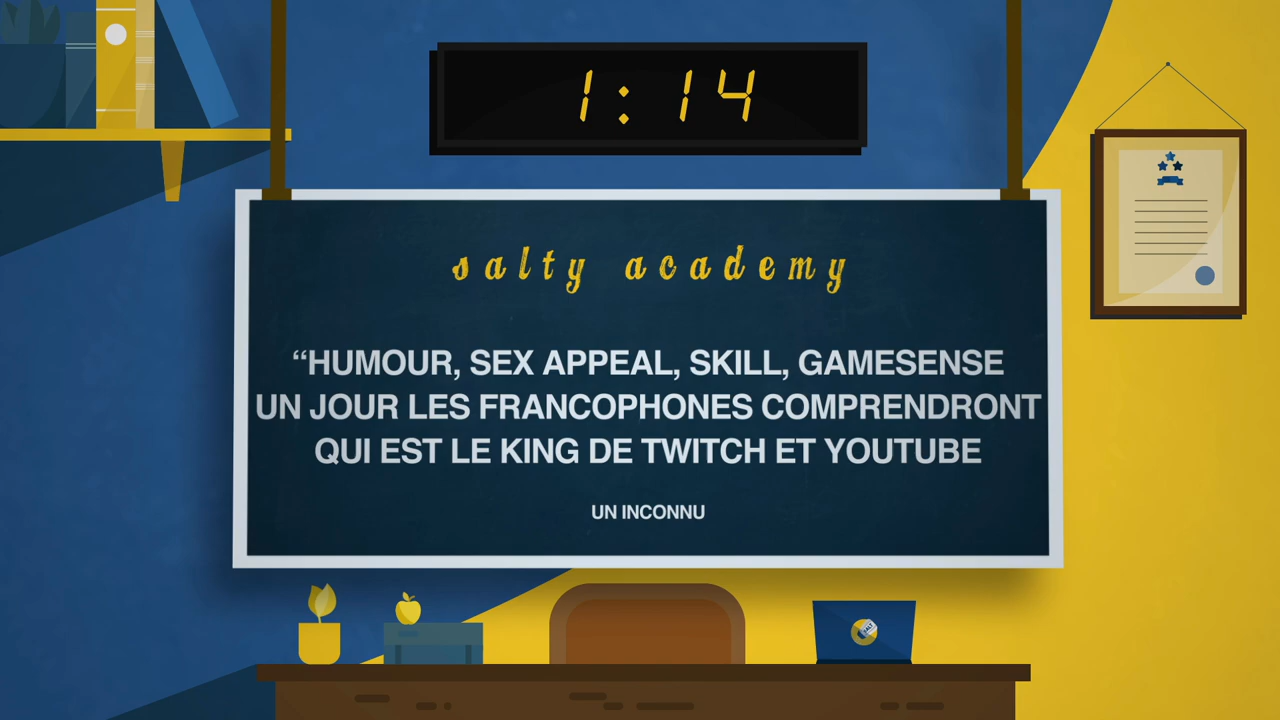 1:14
salty academy
“HUMOUR, SEX APPEAL, SKILL, GAMESENSE
UN JOUR LES FRANCOPHONES COMPRENDRONT
QUI EST LE KING DE TWITCH ET YOUTUBE
UN INCONNU
SALT